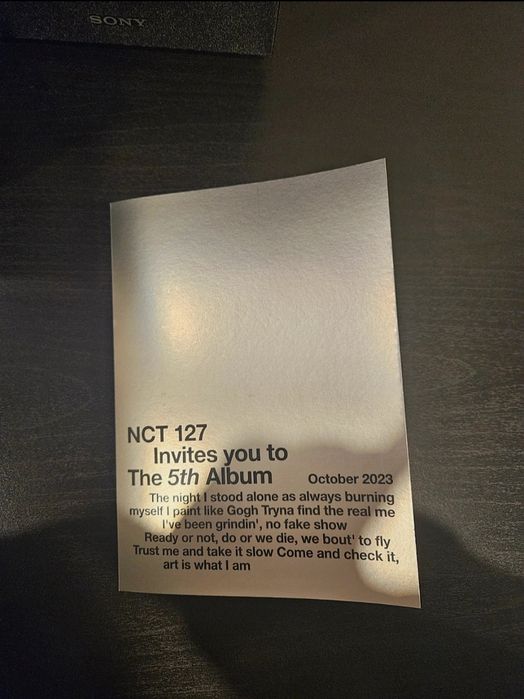 SONY
NCT 127
Invites you to
The 5th Album
October 2023
The night I stood alone as always burning
myself I paint like Gogh Tryna find the real me
I've been grindin', no fake show
Ready or not, do or we die, we bout' to fly
Trust me and take it slow Come and check it,
art is what I am